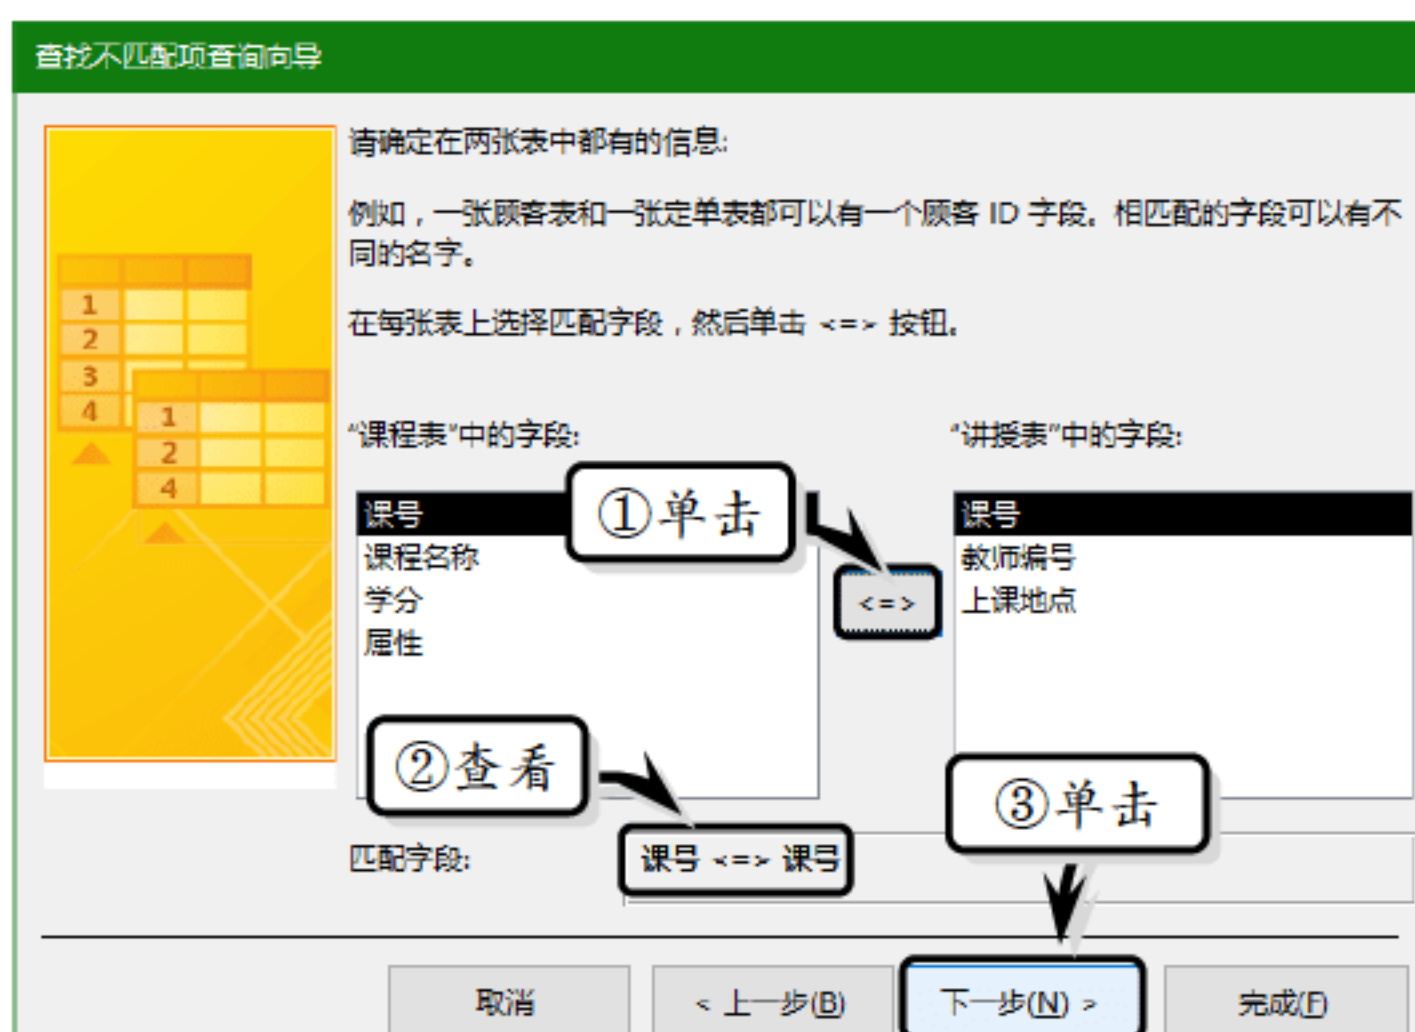 查找不匹配项查询向导
请确定在两张表中都有的信息:
例如，一张顾客表和一张定单表都可以有一个顾客 ID 字段。相匹配的字段可以有不
同的名字。
在每张表上选择匹配字段，然后单击 <=> 按钮。
1
2
3
4
1
2
4
“课程表”中的字段:
“讲授表”中的字段:
课号
①单击
课号
课程名称
教师编号
学分
<=>
上课地点
属性
②查看
③单击
匹配字段:
课号 <=> 课号
取消
< 上一步(B)
下一步(N) >
完成(F)